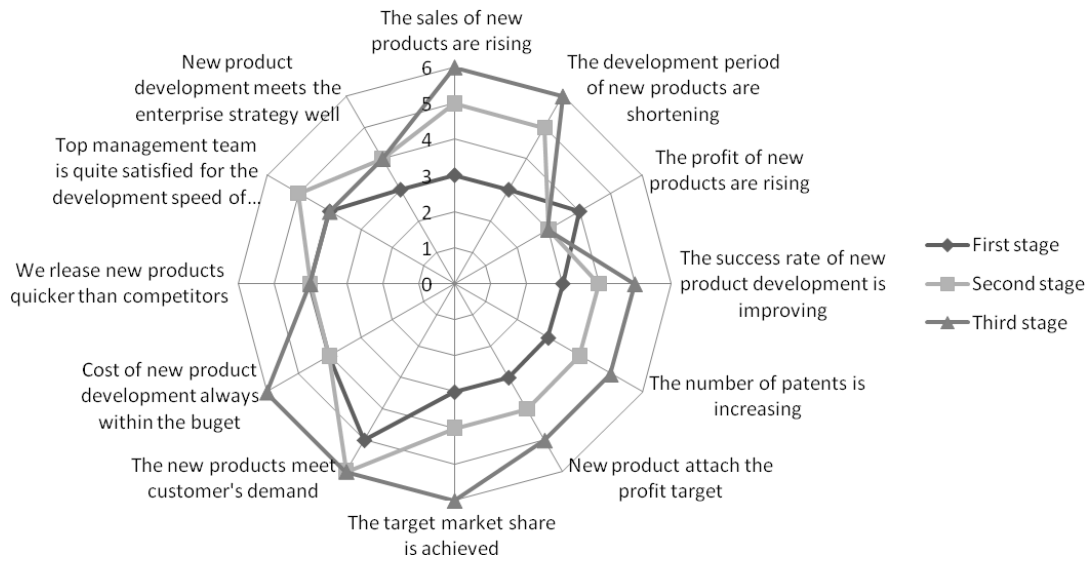 The sales of new
products are rising
The development period
of new products are
shortening
The profit of new
products are rising
The success rate of new
product development is
improving
The number of patents is
increasing
New product attach the
profit target
The target market share
is achieved
The new products meet
customer's demand
Cost of new product
development always
within the buget
We rlease new products
quicker than competitors
Top management team
is quite satisfied for the
development speed of...
New product
development meets the
enterprise strategy well
6
5
4
3
2
1
0
First stage
Second stage
Third stage